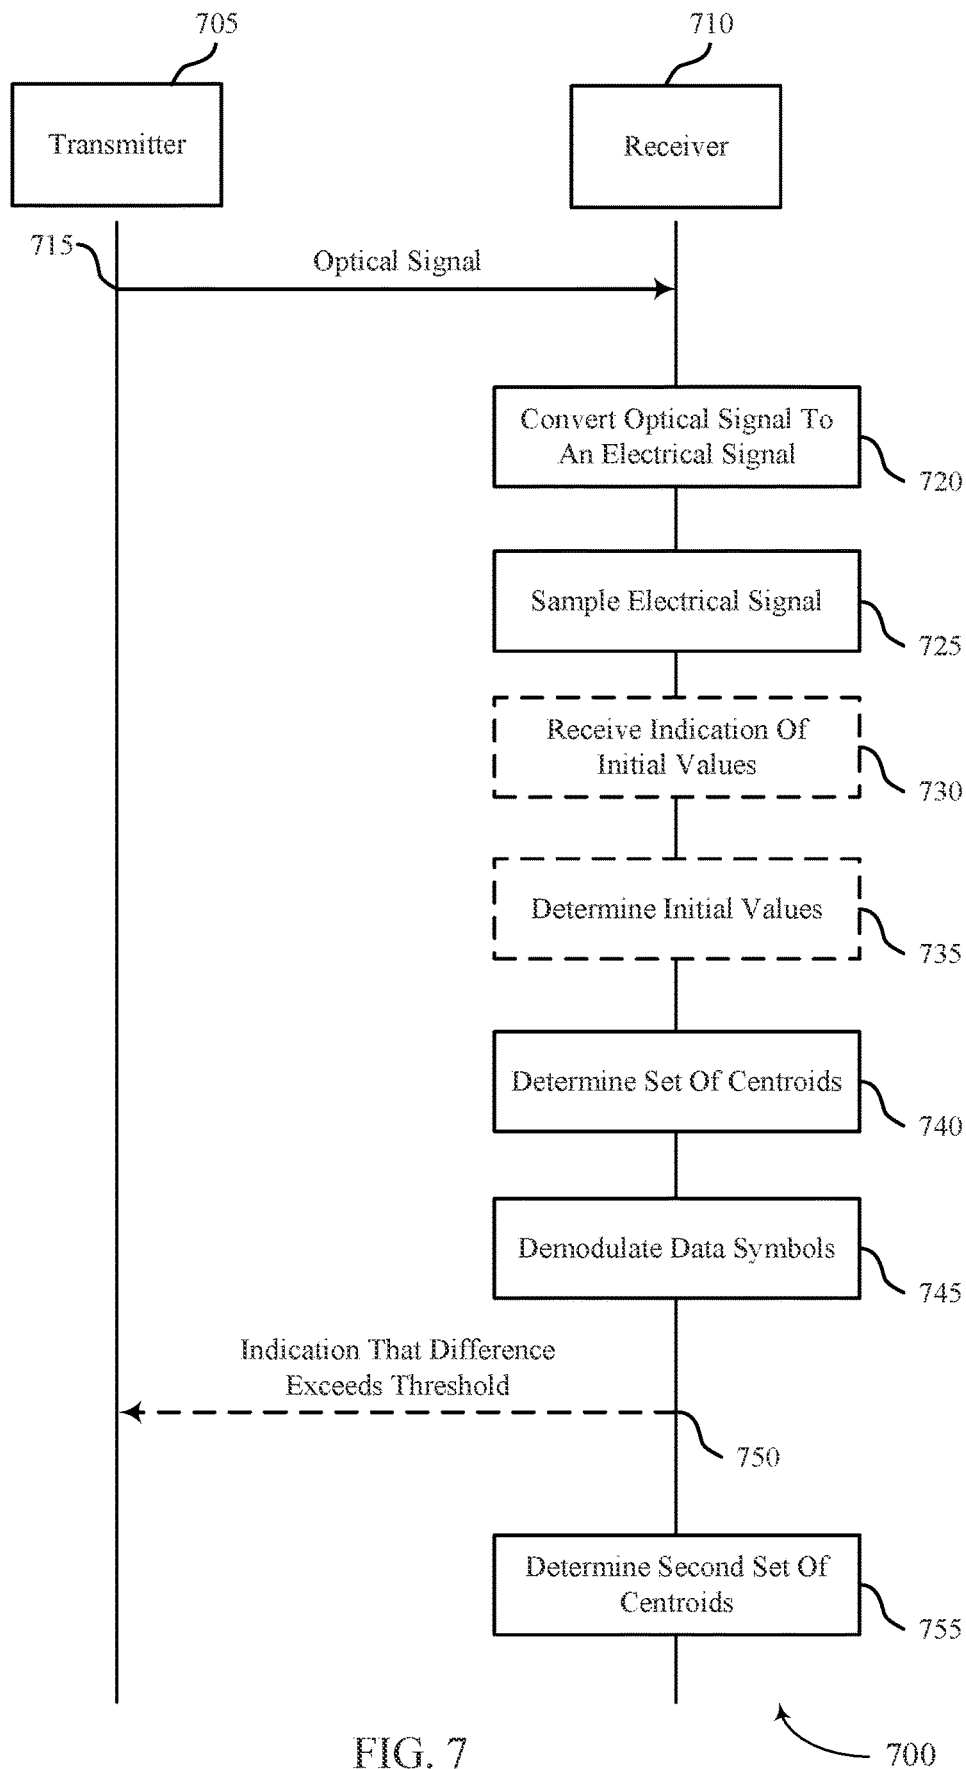 705
710
Transmitter
Receiver
715
Optical Signal
Convert Optical Signal To
An Electrical Signal
720
Sample Electrical Signal
725
Receive Indication Of
Initial Values
730
Determine Initial Values
735
Determine Set Of Centroids
740
Demodulate Data Symbols
745
Indication That Difference
Exceeds Threshold
750
Determine Second Set Of
Centroids
755
FIG. 7
700